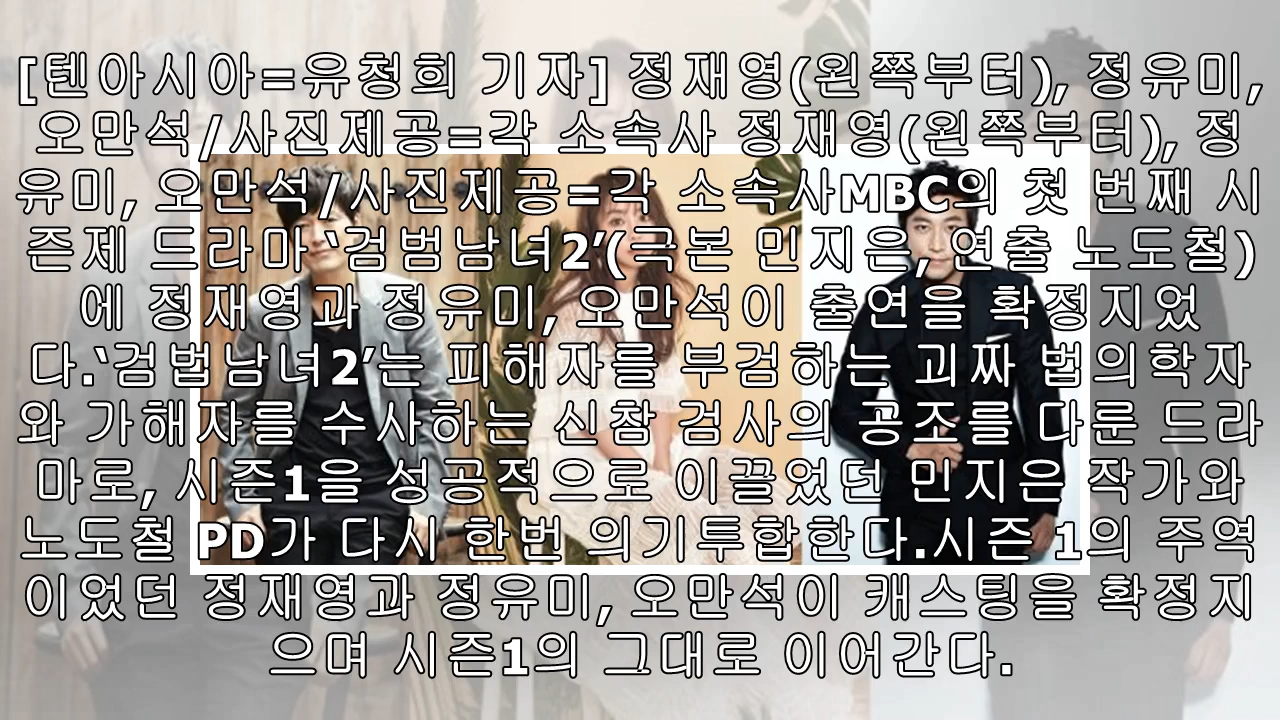 [텐아시아=유청희 기자] 정재영(왼쪽부터), 정유미,
오만석/사진제공=각 소속사 정재영(왼쪽부터), 정
유미, 오만석/사진제공=각 소속사MBC의 첫 번째 시
즌제 드라마 ‘검범남녀2’(극본 민지은, 연출 노도철)
에 정재영과 정유미, 오만석이 출연을 확정지었
다.‘검법남녀2’는 피해자를 부검하는 괴짜 법의학자
와 가해자를 수사하는 신참 검사의 공조를 다룬 드라
마로, 시즌1을 성공적으로 이끌었던 민지은 작가와
노도철 PD가 다시 한번 의기투합한다.시즌 1의 주역
이었던 정재영과 정유미, 오만석이 캐스팅을 확정지
으며 시즌1의 그대로 이어간다.